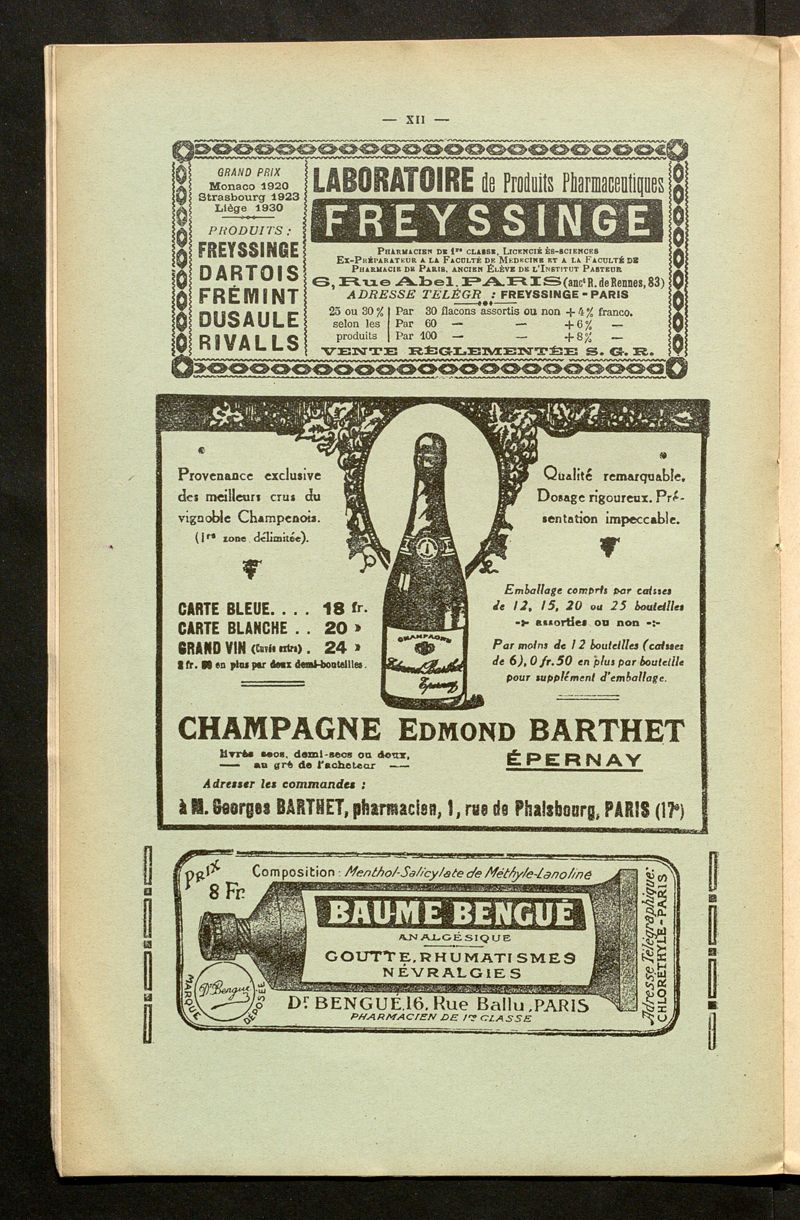 — XII —
GRAND PRIX
Monaco 1920
Strasbourg 1923
Liège 1930
PRODUITS :
FREYSSINGE
DARTOIS
FRÉMINT
DUSAULE
RIVALLS
LABORATOIRE de Produits Pharmaceutiques
FREYSSINGE
PHARMACIEN DE 1re CLASSE, LICENCIÉ ÈS-SCIENCES
EX-PRÉPARATEUR A LA FACULTÉ DE MEDECINE ET A LA FACULTÉ DE
PHARMACIE DE PARIS, ANCIEN ÉLÈVE DE L'INSTITUT PASTEUR
6, Rue Abel, PARIS (anct R. de Rennes, 83)
ADRESSE TELÉGR. : FREYSSINGE - PARIS
25 ou 30 % Par 30 flacons assortis ou non + 4 % franco.
selon les Par 60 — — + 6 % —
produits Par 100 — — + 8 % —
VENTE RÉGLEMENTÉE S. G. R.
Provenance exclusive
des meilleurs crus du
vignoble Champenois.
(1re zone délimitée).
Qualité remarquable.
Dosage rigoureux. Pré-
sentation impeccable.
CARTE BLEUE. . . . 18 fr.
CARTE BLANCHE . . 20 »
GRAND VIN (Cuvée extra) . 24 »
2 fr. 50 en plus par deux demi-bouteilles.
Emballage compris par caisses
de 12, 15, 20 ou 25 bouteilles
-:- assorties ou non -:-
Par moins de 12 bouteilles (caisses
de 6), 0 fr. 50 en plus par bouteille
pour supplément d'emballage.
CHAMPAGNE
Edmond Barthet
Epernay
CHAMPAGNE EDMOND BARTHET
livrés secs, demi-secs ou doux,
— au gré de l'acheteur —
ÉPERNAY
Adresser les commandes :
à M. Georges BARTHET, pharmacien, 1, rue de Phalsbourg, PARIS (17e)
PRIX
8 Fr.
Composition : Menthol-Salicylate de Méthyle-Lanoline
BAUME BENGUÉ
ANALGÉSIQUE
GOUTTE, RHUMATISMES
NÉVRALGIES
MARQUE DÉPOSÉE
Dr Bengué
Dr BENGUÉ, 16, Rue Ballu, PARIS
PHARMACIEN DE 1re CLASSE
Adresse Télégraphique:
CHLORÉTHYLE-PARIS